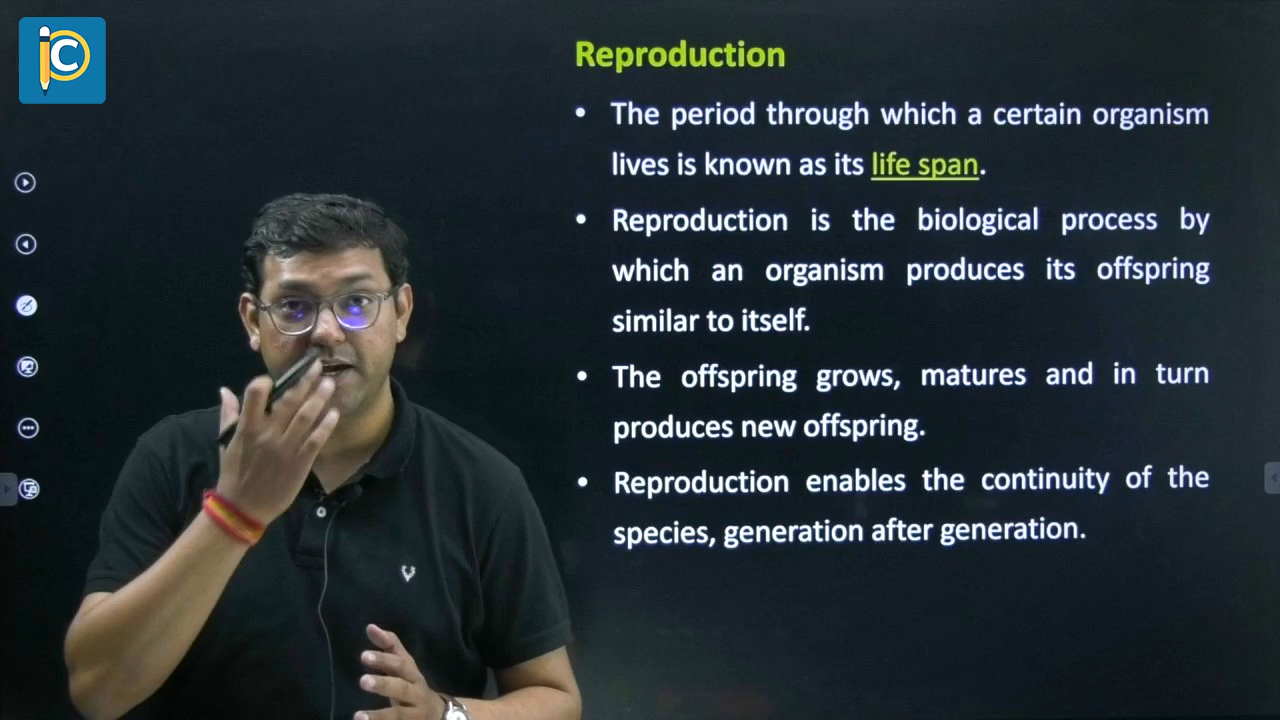 PC
Reproduction
• The period through which a certain organism
lives is known as its life span.
• Reproduction is the biological process by
which an organism produces its offspring
similar to itself.
• The offspring grows, matures and in turn
produces new offspring.
• Reproduction enables the continuity of the
species, generation after generation.